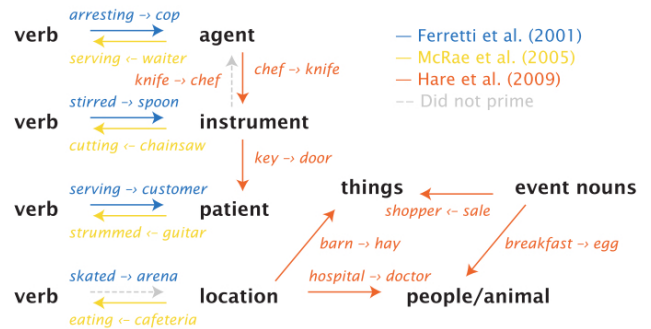 arresting –› cop
verb agent
serving ‹– waiter
Ferretti et al. (2001)
McRae et al. (2005)
Hare et al. (2009)
Did not prime
knife –› chef
chef –› knife
stirred –› spoon
verb instrument
cutting ‹– chainsaw
key –› door
serving –› customer
verb patient
strummed ‹– guitar
things event nouns
shopper ‹– sale
barn –› hay
breakfast –› egg
skated –› arena
hospital –› doctor
verb location people/animal
eating ‹– cafeteria